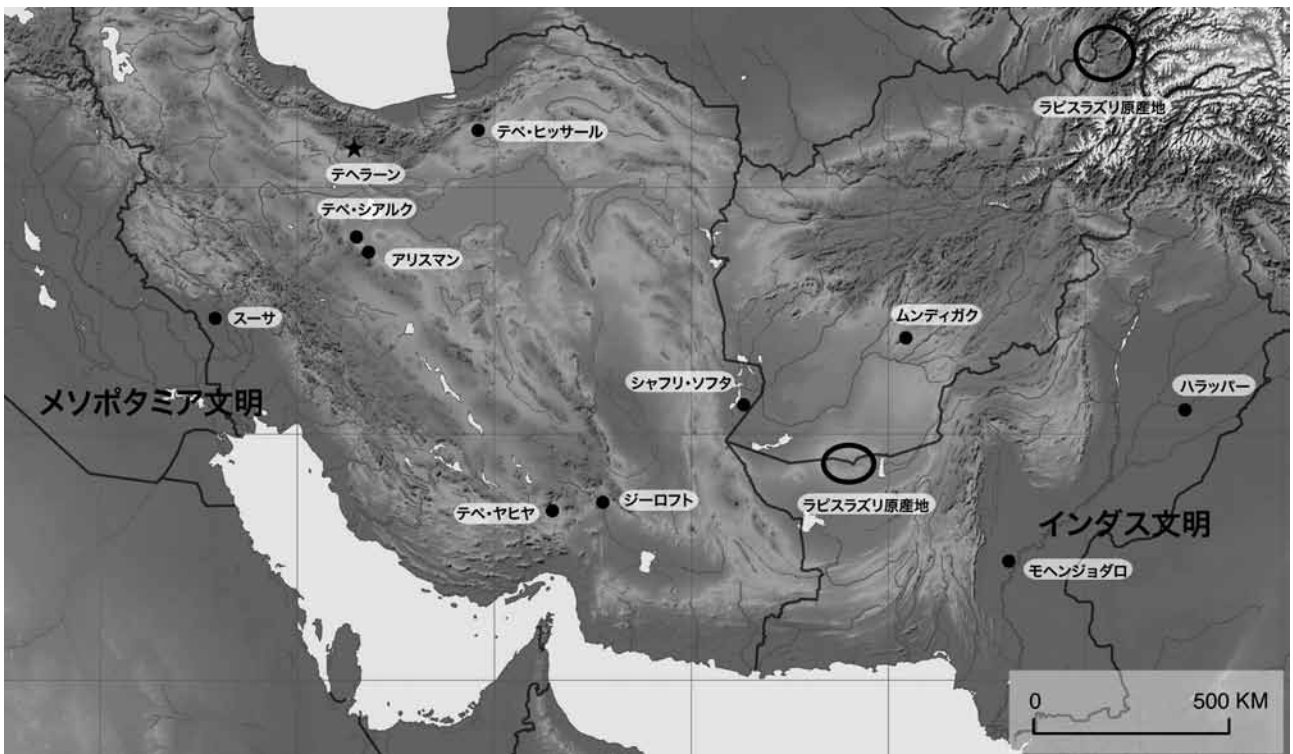 ラピスラズリ原産地
テペ・ヒッサール
テヘラーン
テペ・シアルク
アリスマン
スーサ
ムンディガク
シャフリ・ソフタ
メソポタミア文明
ハラッパー
テペ・ヤヒヤ
ジーロフト
ラピスラズリ原産地
インダス文明
モヘンジョダロ
0 500 KM